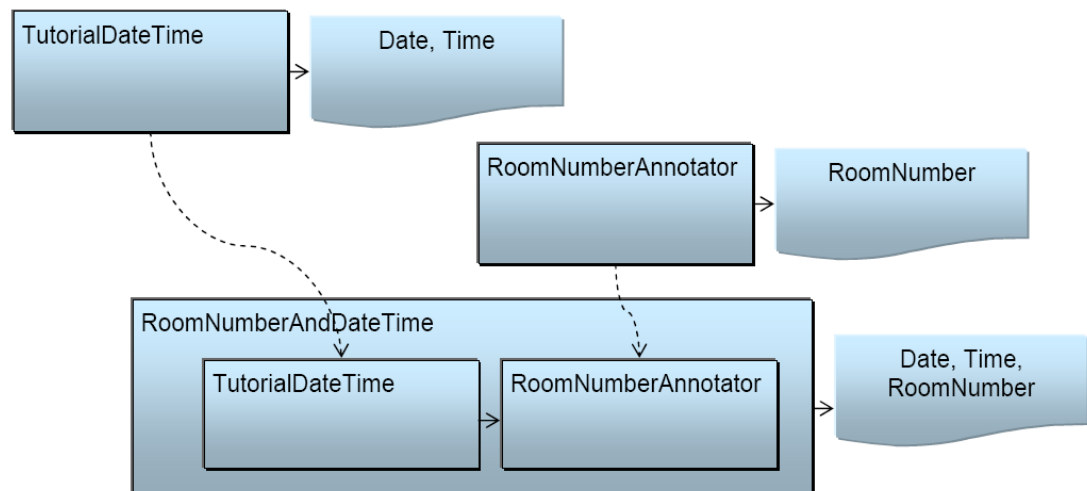 TutorialDateTime
Date, Time
RoomNumberAnnotator
RoomNumber
RoomNumberAndDateTime
TutorialDateTime
RoomNumberAnnotator
Date, Time,
RoomNumber